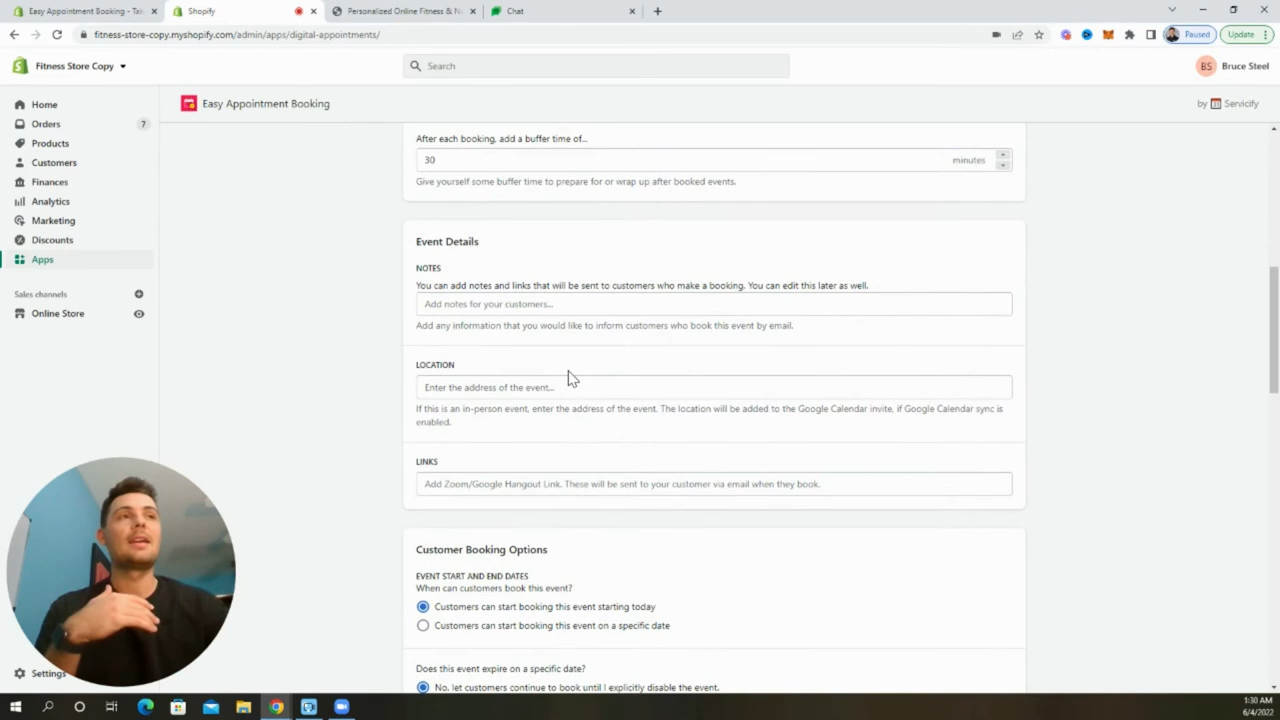 Easy Appointment Booking - Tak
Shopify
Personalized Online Fitness & N
Chat
fitness-store-copy.myshopify.com/admin/apps/digital-appointments/
Paused
Update
Fitness Store Copy
Search
BS
Bruce Steel
Home
Orders
7
Products
Customers
Finances
Analytics
Marketing
Discounts
Apps
Sales channels
Online Store
Settings
Easy Appointment Booking
by Servicify
After each booking, add a buffer time of...
30
minutes
Give yourself some buffer time to prepare for or wrap up after booked events.
Event Details
NOTES
You can add notes and links that will be sent to customers who make a booking. You can edit this later as well.
Add notes for your customers...
Add any information that you would like to inform customers who book this event by email.
LOCATION
Enter the address of the event...
If this is an in-person event, enter the address of the event. The location will be added to the Google Calendar invite, if Google Calendar sync is
enabled.
LINKS
Add Zoom/Google Hangout Link. These will be sent to your customer via email when they book.
Customer Booking Options
EVENT START AND END DATES
When can customers book this event?
Customers can start booking this event starting today
Customers can start booking this event on a specific date
Does this event expire on a specific date?
No, let customers continue to book until I explicitly disable the event.
1:30 AM
6/4/2022